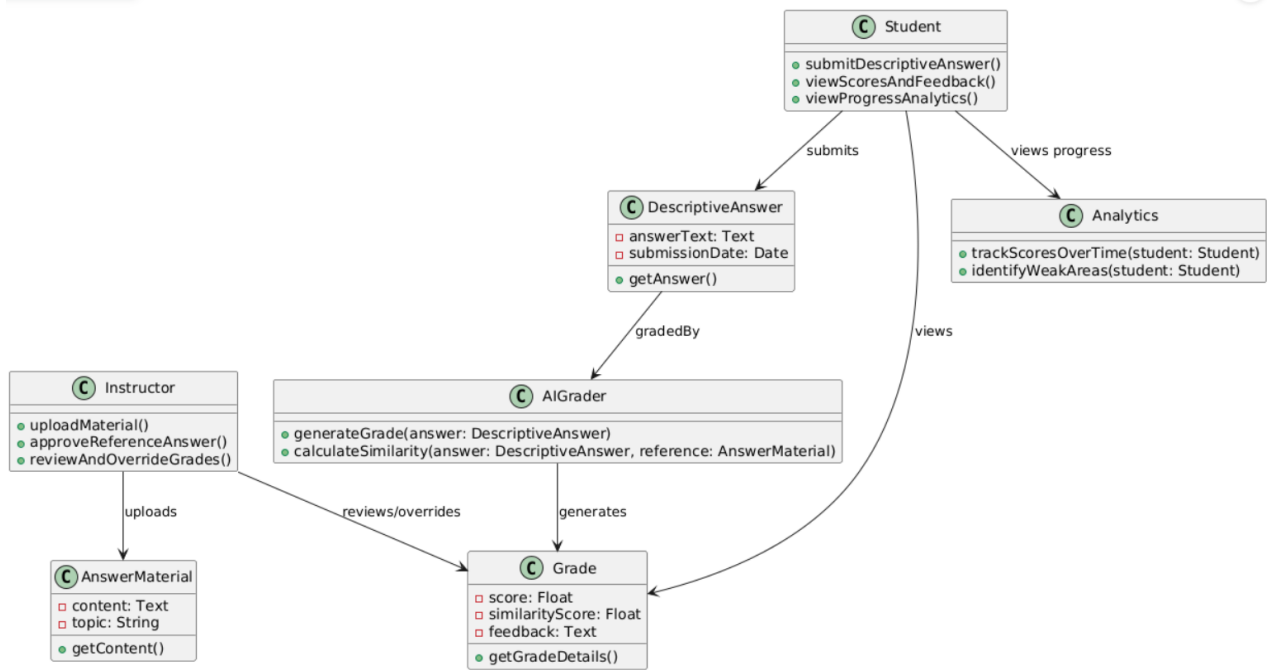 C Student
submitDescriptiveAnswer()
viewScoresAndFeedback()
viewProgressAnalytics()
submits
views progress
C DescriptiveAnswer
answerText: Text
submissionDate: Date
getAnswer()
C Analytics
trackScoresOverTime(student: Student)
identifyWeakAreas(student: Student)
gradedBy
views
C Instructor
uploadMaterial()
approveReferenceAnswer()
reviewAndOverrideGrades()
C AIGrader
generateGrade(answer: DescriptiveAnswer)
calculateSimilarity(answer: DescriptiveAnswer, reference: AnswerMaterial)
uploads
reviews/overrides
generates
C AnswerMaterial
content: Text
topic: String
getContent()
C Grade
score: Float
similarityScore: Float
feedback: Text
getGradeDetails()